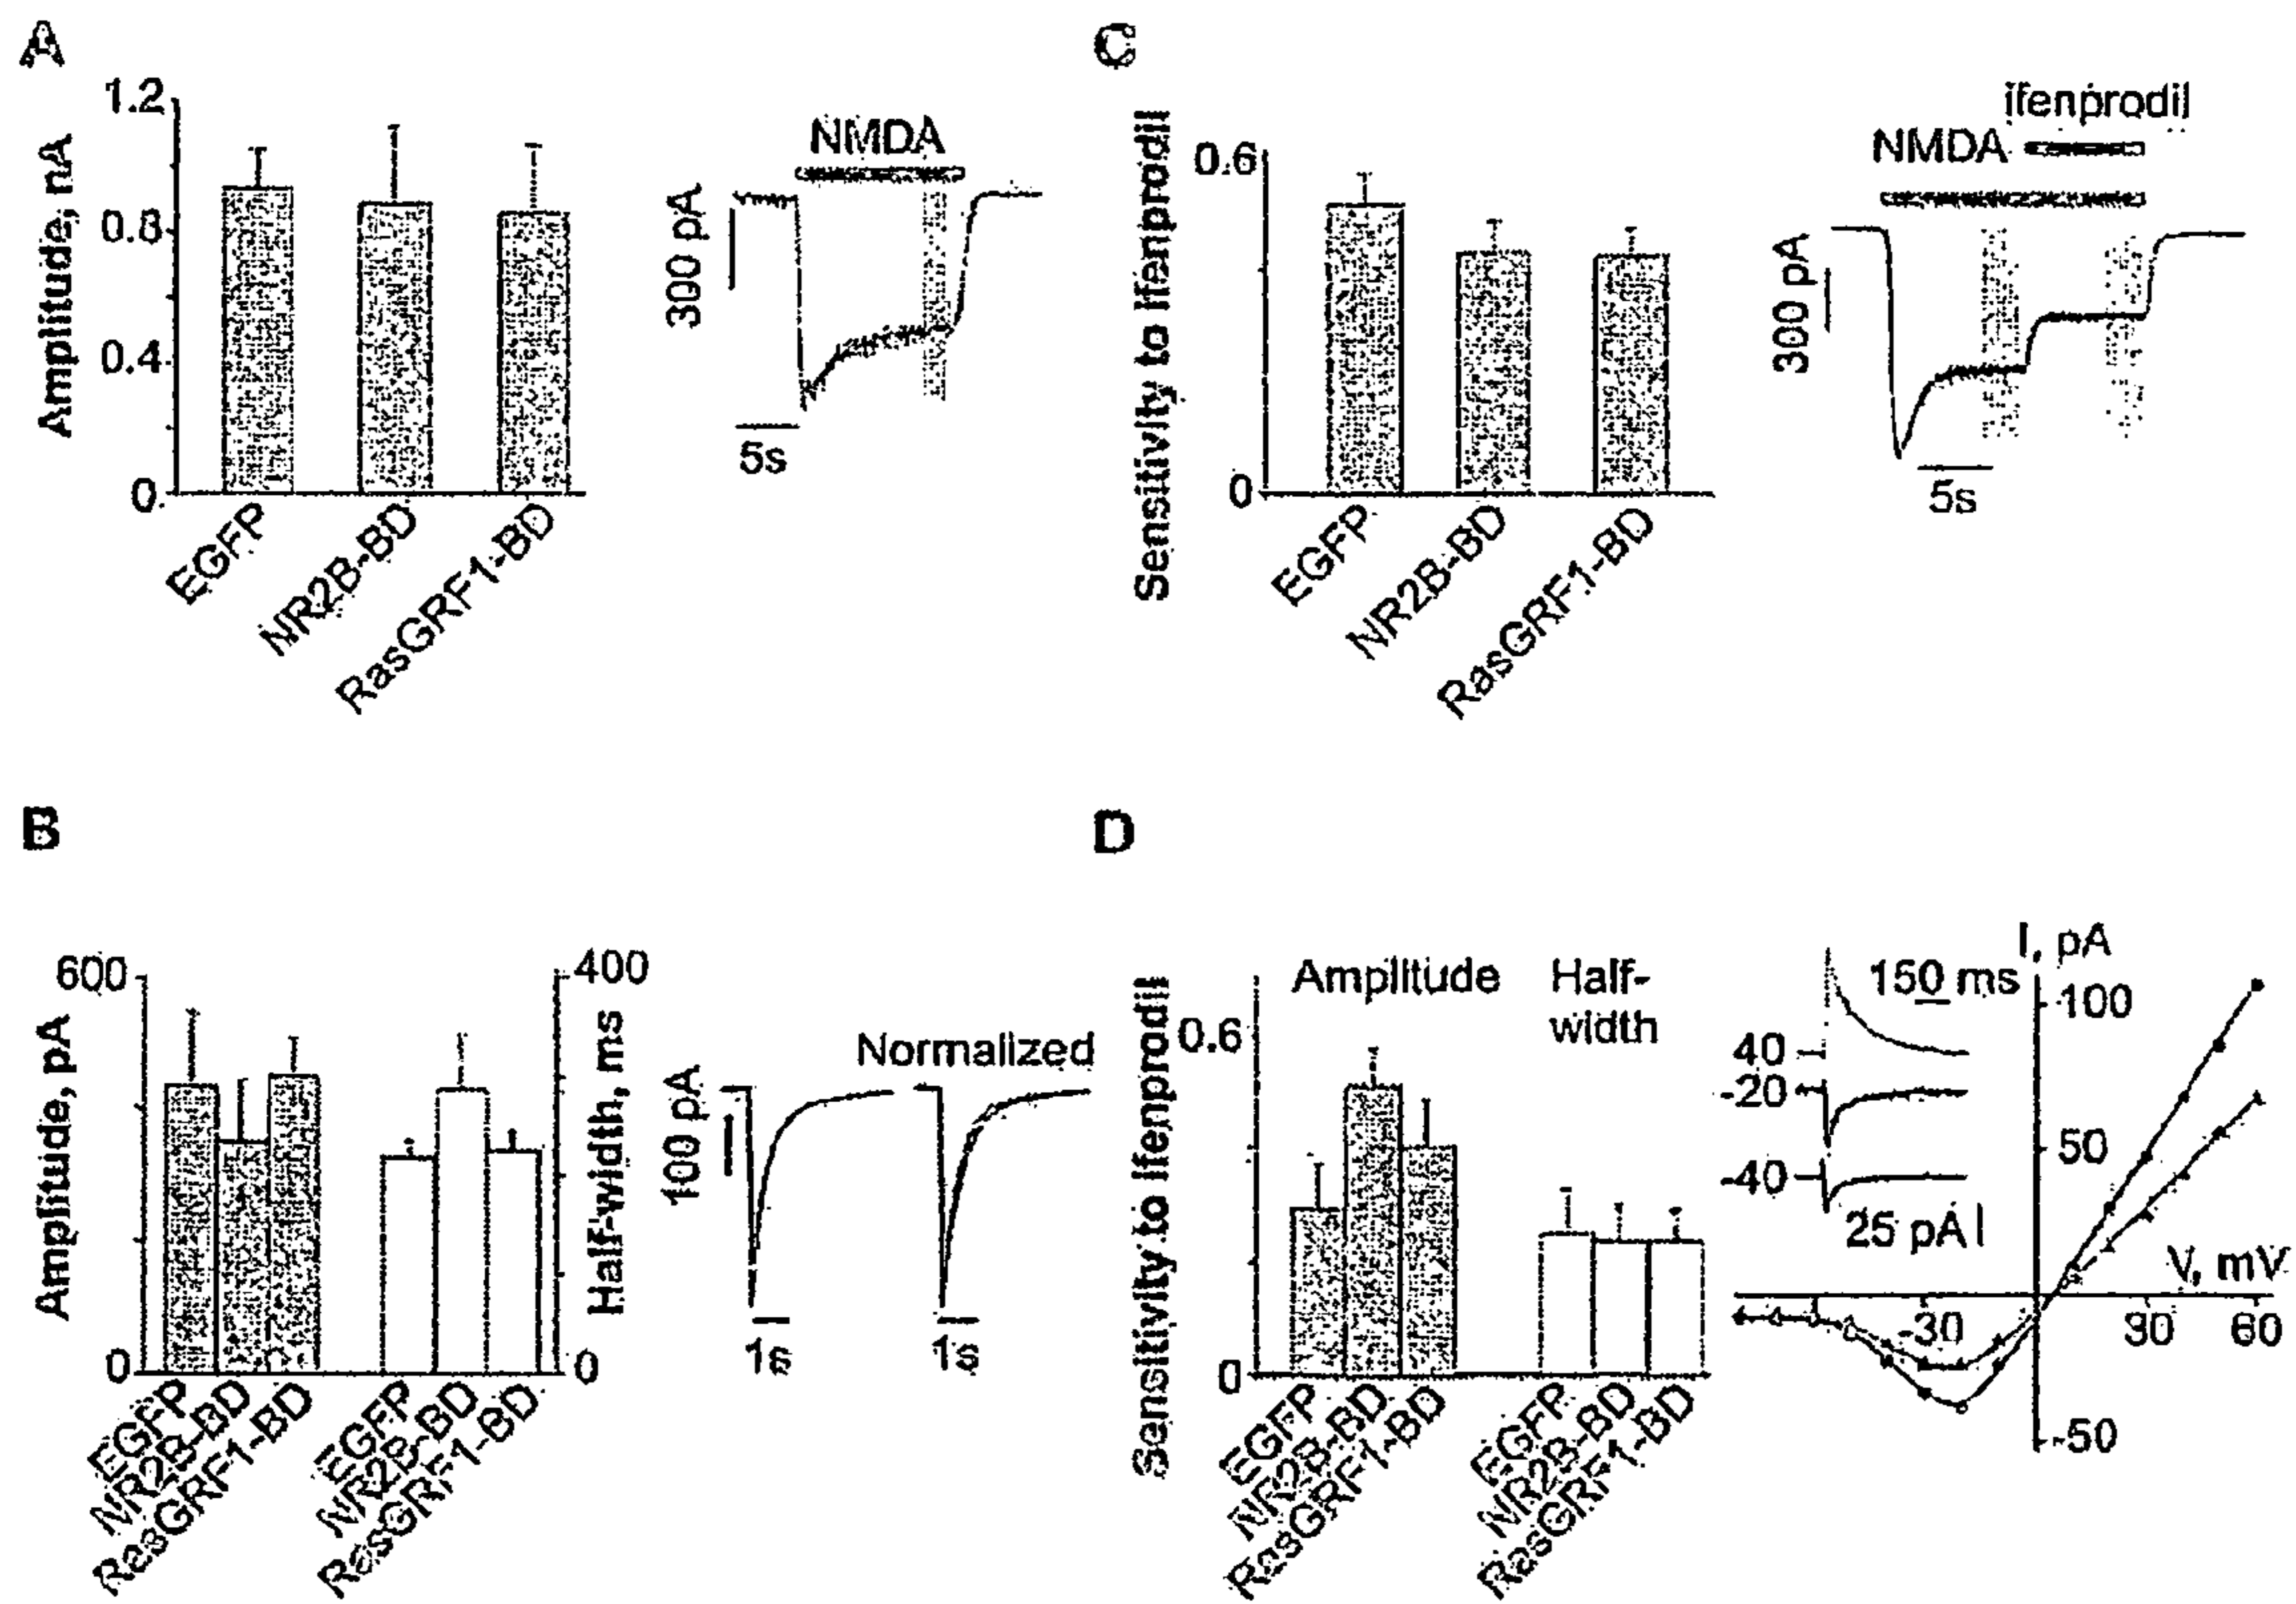 A
Amplitude, nA
1.2
0.8
0.4
0
EGFP
NR2B-BD
RasGRF1-BD
NMDA
300 pA
5s
C
Sensitivity to ifenprodil
0.6
0
EGFP
NR2B-BD
RasGRF1-BD
ifenprodil
NMDA
300 pA
5s
B
Amplitude, pA
600
0
400
0
Half-width, ms
EGFP
NR2B-BD
RasGRF1-BD
EGFP
NR2B-BD
RasGRF1-BD
Normalized
100 pA
1s
1s
D
Sensitivity to ifenprodil
0.6
0
Amplitude
Half-
width
EGFP
NR2B-BD
RasGRF1-BD
EGFP
NR2B-BD
RasGRF1-BD
I, pA
150 ms
100
40
-20
50
-40
25 pA
V, mV
-30
30
60
-50